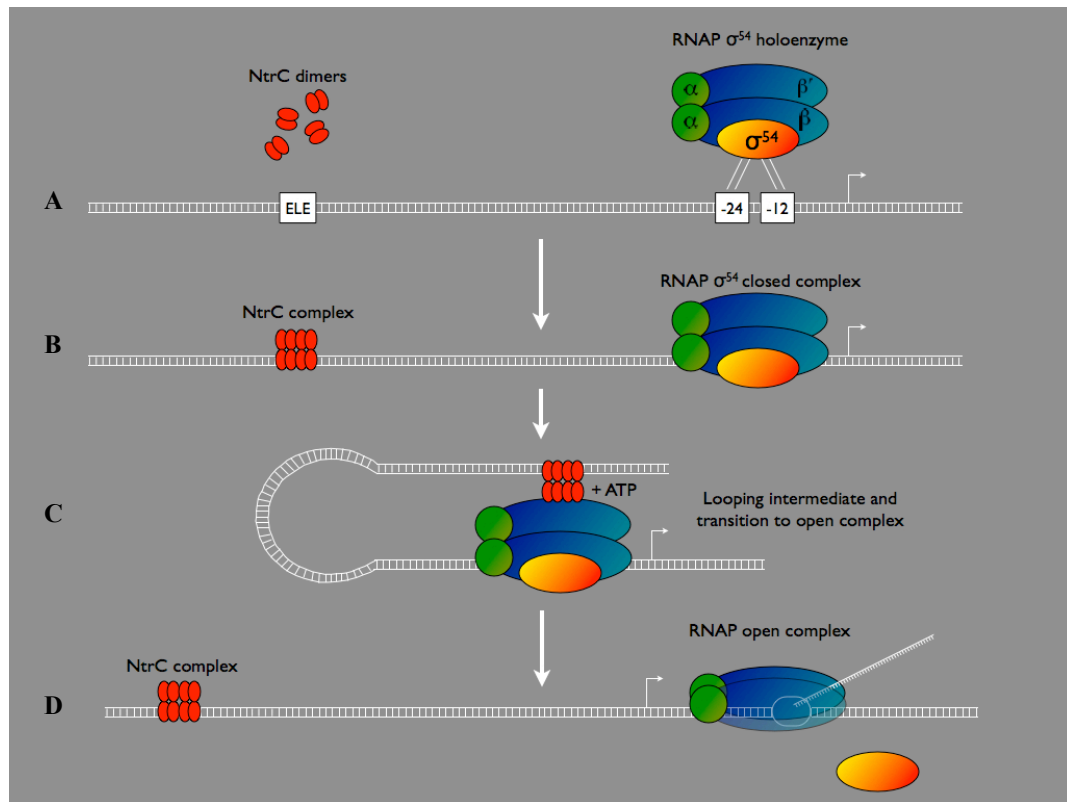 RNAP σ⁵⁴ holoenzyme
NtrC dimers
α
β′
α
β
σ⁵⁴
A
ELE
-24
-12
RNAP σ⁵⁴ closed complex
NtrC complex
B
+ ATP
Looping intermediate and
transition to open complex
C
RNAP open complex
NtrC complex
D